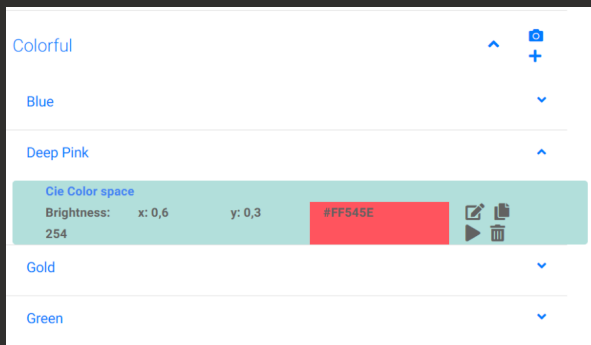 Colorful
Blue
Deep Pink
Cie Color space
Brightness: x: 0,6 y: 0,3 #FF545E
254
Gold
Green